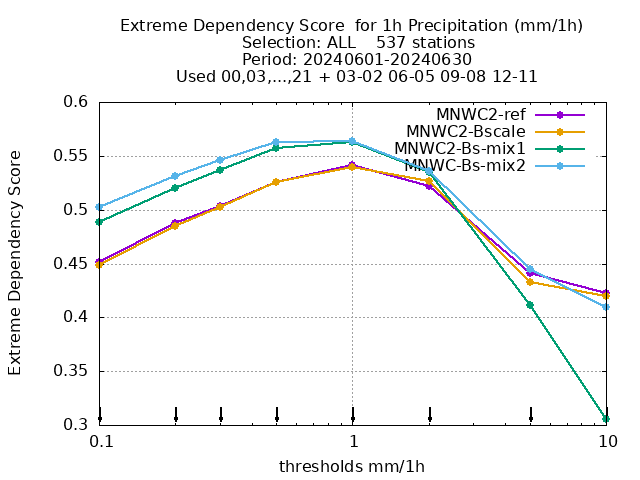 Extreme Dependency Score  for 1h Precipitation (mm/1h)
Selection: ALL    537 stations
Period: 20240601-20240630
Used 00,03,...,21 + 03-02 06-05 09-08 12-11
MNWC2-ref
MNWC2-Bscale
MNWC2-Bs-mix1
MNWC-Bs-mix2
Extreme Dependency Score
0.6
0.55
0.5
0.45
0.4
0.35
0.3
0.1
1
10
thresholds mm/1h